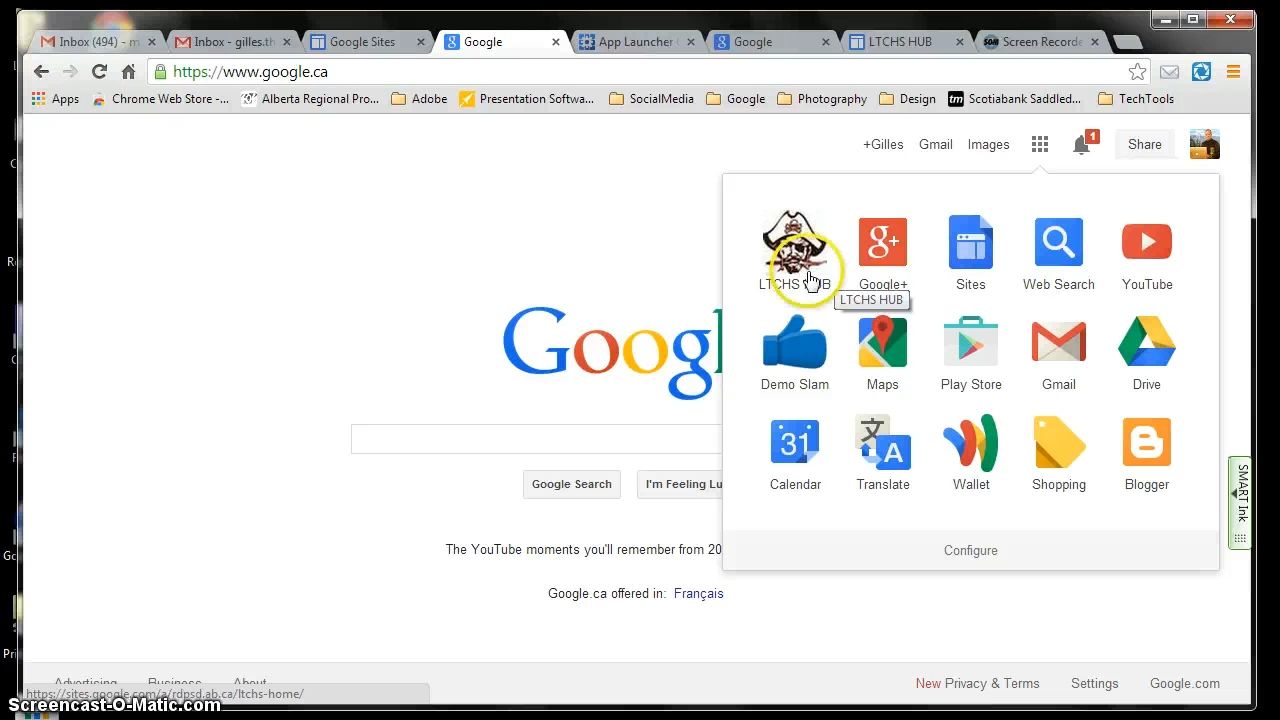 Inbox (494) - m
Inbox - gilles.th
Google Sites
Google
App Launcher
Google
LTCHS HUB
Screen Recorde
https://www.google.ca
Apps
Chrome Web Store -...
Alberta Regional Pro...
Adobe
Presentation Softwa...
SocialMedia
Google
Photography
Design
tm
Scotiabank Saddled...
TechTools
+Gilles
Gmail
Images
1
Share
LTCHS HUB
Google+
Sites
Web Search
YouTube
LTCHS HUB
Demo Slam
Maps
Play Store
Gmail
Drive
31
Calendar
Translate
Wallet
Shopping
Blogger
Configure
Google
Google Search
I'm Feeling Lu
The YouTube moments you'll remember from 20
Google.ca offered in: Français
SMART Ink
Advertising
Business
About
New Privacy & Terms
Settings
Google.com
https://sites.google.com/a/rdpsd.ab.ca/ltchs-home/
Screencast-O-Matic.com